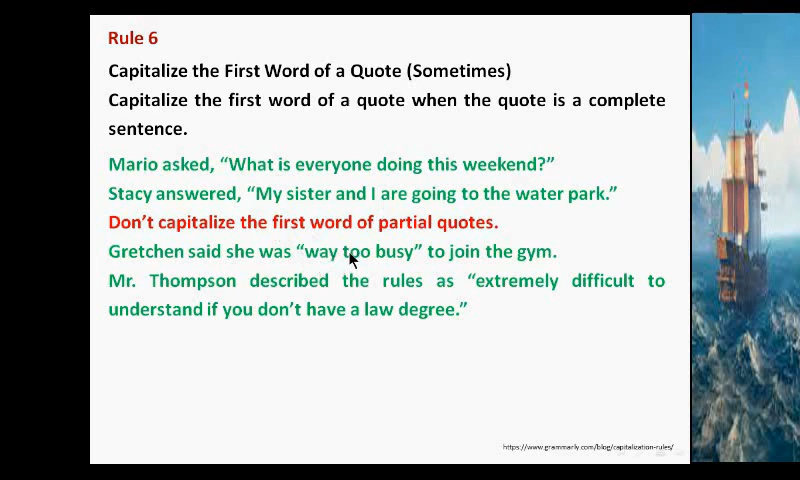 Rule 6
Capitalize the First Word of a Quote (Sometimes)
Capitalize the first word of a quote when the quote is a complete
sentence.
Mario asked, “What is everyone doing this weekend?”
Stacy answered, “My sister and I are going to the water park.”
Don’t capitalize the first word of partial quotes.
Gretchen said she was “way too busy” to join the gym.
Mr. Thompson described the rules as “extremely difficult to
understand if you don’t have a law degree.”
https://www.grammarly.com/blog/capitalization-rules/